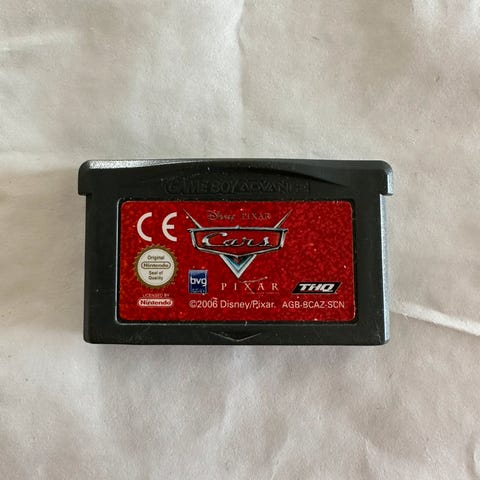 GAME BOY ADVANCE
CE
Disney PIXAR
Cars
Original
Nintendo
Seal of
Quality
bvg
PIXAR
THQ
LICENSED BY
Nintendo
©2006 Disney/Pixar. AGB-BCAZ-SCN